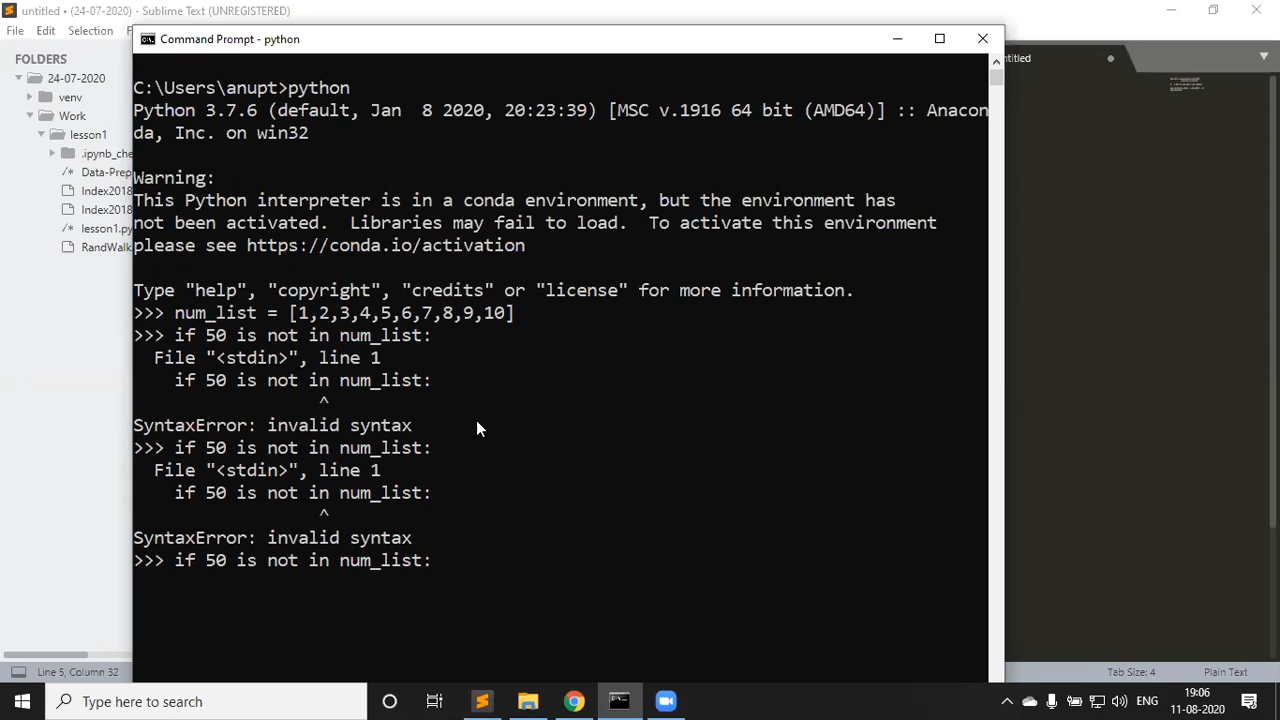 untitled • (24-07-2020) - Sublime Text (UNREGISTERED)
File Edit Selection F
FOLDERS
24-07-2020
venv
Work
lesson1
.ipynb_che
/* Data-Prep
Index2018
Index2018
/* lesson1.py
RandWalk
ntitled
Command Prompt - python
C:\Users\anupt>python
Python 3.7.6 (default, Jan  8 2020, 20:23:39) [MSC v.1916 64 bit (AMD64)] :: Anacon
da, Inc. on win32
Warning:
This Python interpreter is in a conda environment, but the environment has
not been activated.  Libraries may fail to load.  To activate this environment
please see https://conda.io/activation
Type "help", "copyright", "credits" or "license" for more information.
>>> num_list = [1,2,3,4,5,6,7,8,9,10]
>>> if 50 is not in num_list:
  File "<stdin>", line 1
    if 50 is not in num_list:
                  ^
SyntaxError: invalid syntax
>>> if 50 is not in num_list:
  File "<stdin>", line 1
    if 50 is not in num_list:
                  ^
SyntaxError: invalid syntax
>>> if 50 is not in num_list:
Line 5, Column 32
Tab Size: 4
Plain Text
Type here to search
ENG
19:06
11-08-2020